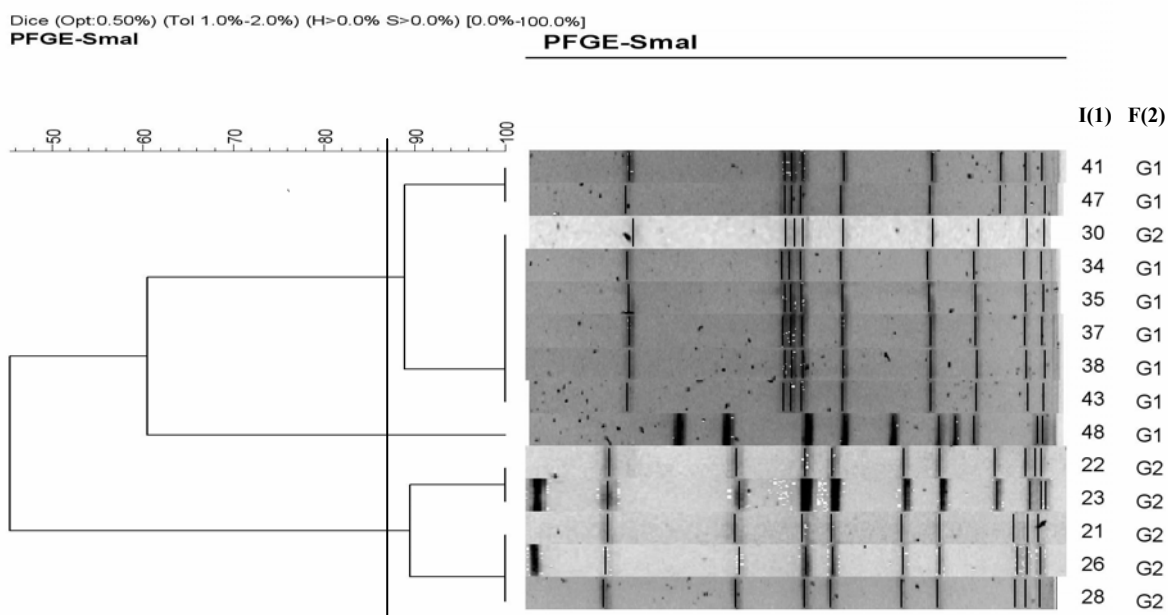 Dice (Opt:0.50%) (Tol 1.0%-2.0%) (H>0.0% S>0.0%) [0.0%-100.0%]
PFGE-SmaI PFGE-SmaI
I(1) F(2)
50 60 70 80 90 100
41 G1
47 G1
30 G2
34 G1
35 G1
37 G1
38 G1
43 G1
48 G1
22 G2
23 G2
21 G2
26 G2
28 G2